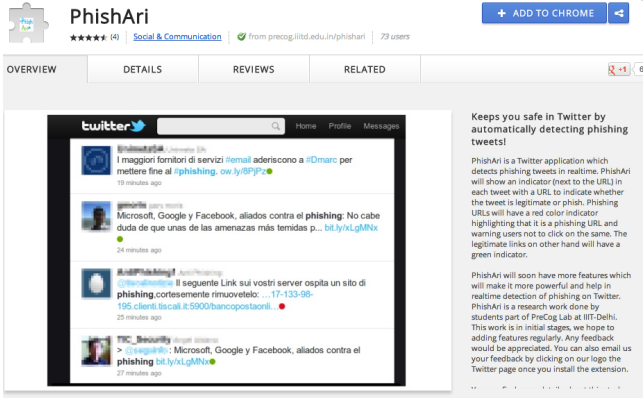 PhishAri
(4) Social & Communication from precog.iiitd.edu.in/phishari 73 users
+ ADD TO CHROME
OVERVIEW DETAILS REVIEWS RELATED
+1 6
twitter Home Profile Messages
I maggiori fornitori di servizi #email aderiscono a #Dmarc per
mettere fine al #phishing. ow.ly/8PjPz
19 minutes ago
Microsoft, Google y Facebook, aliados contra el phishing: No cabe
duda de que unas de las amenazas más temidas p... bit.ly/xLgMNx
24 minutes ago
Il seguente Link sui vostri server ospita un sito di
phishing,cortesemente rimuovetelo: …17-133-98-
195.clienti.tiscali.it:5900/bancopostaonli…
25 minutes ago
TIC_Security
> : Microsoft, Google y Facebook, aliados contra el
phishing bit.ly/xLgMNx
27 minutes ago
Keeps you safe in Twitter by
automatically detecting phishing
tweets!
PhishAri is a Twitter application which
detects phishing tweets in realtime. PhishAri
will show an indicator (next to the URL) in
each tweet with a URL to indicate whether
the tweet is legitimate or phish. Phishing
URLs will have a red color indicator
highlighting that it is a phishing URL and
warning users not to click on the same. The
legitimate links on other hand will have a
green indicator.
PhishAri will soon have more features which
will make it more powerful and help in
realtime detection of phishing on Twitter.
PhishAri is a research work done by
students part of PreCog Lab at IIIT-Delhi.
This work is in initial stages, we hope to
adding features regularly. Any feedback
would be appreciated. You can also email us
your feedback by clicking on our logo the
Twitter page once you install the extension.